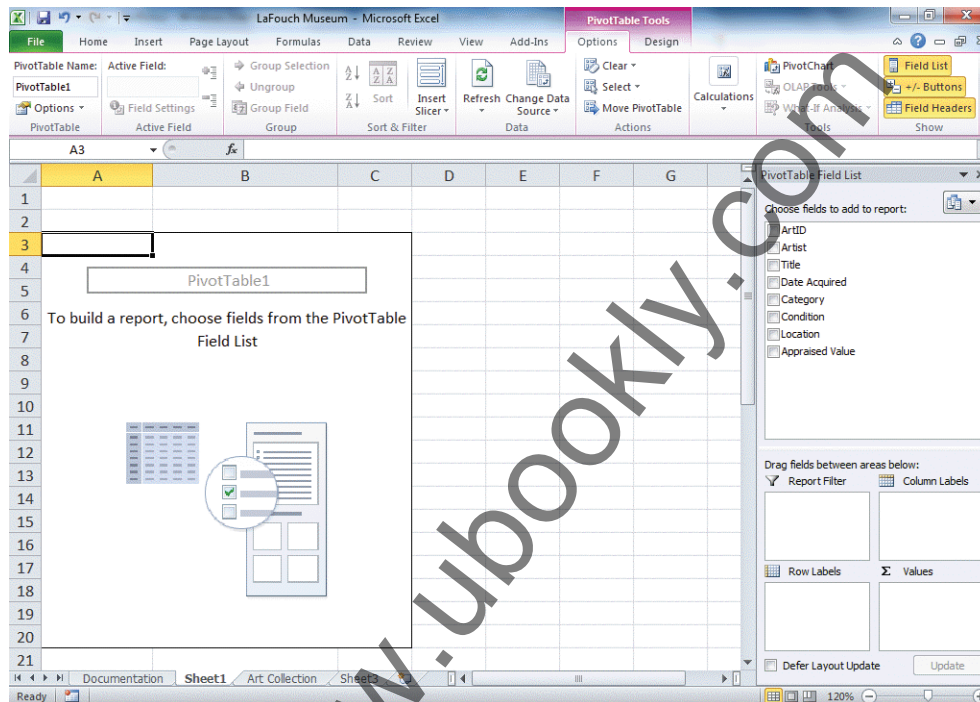 LaFouch Museum - Microsoft Excel
PivotTable Tools
File Home Insert Page Layout Formulas Data Review View Add-Ins Options Design
PivotTable Name:
PivotTable1
Options
PivotTable
Active Field:
Field Settings
Active Field
Group Selection
Ungroup
Group Field
Group
Sort
Insert Slicer
Sort & Filter
Refresh
Change Data Source
Data
Clear
Select
Move PivotTable
Actions
Calculations
PivotChart
OLAP Tools
What-If Analysis
Tools
Field List
+/- Buttons
Field Headers
Show
A3
fx
A B C D E F G
1
2
3
4
5
6
7
8
9
10
11
12
13
14
15
16
17
18
19
20
21
PivotTable1
To build a report, choose fields from the PivotTable
Field List
PivotTable Field List
Choose fields to add to report:
ArtID
Artist
Title
Date Acquired
Category
Condition
Location
Appraised Value
Drag fields between areas below:
Report Filter
Column Labels
Row Labels
Σ Values
Defer Layout Update
Update
Documentation Sheet1 Art Collection Sheet3
Ready
120%
w.ubookly.com